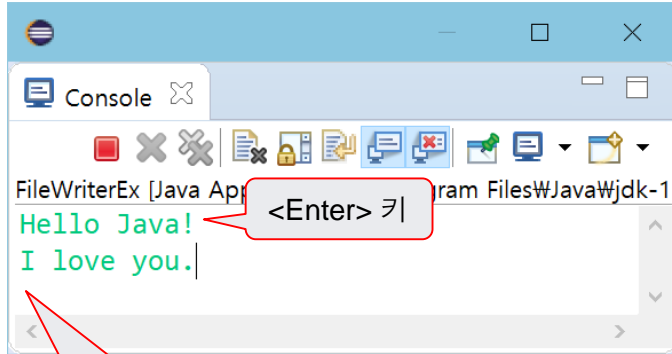 Console
FileWriterEx [Java App gram Files₩Java₩jdk-1
<Enter> 키
Hello Java!
I love you.